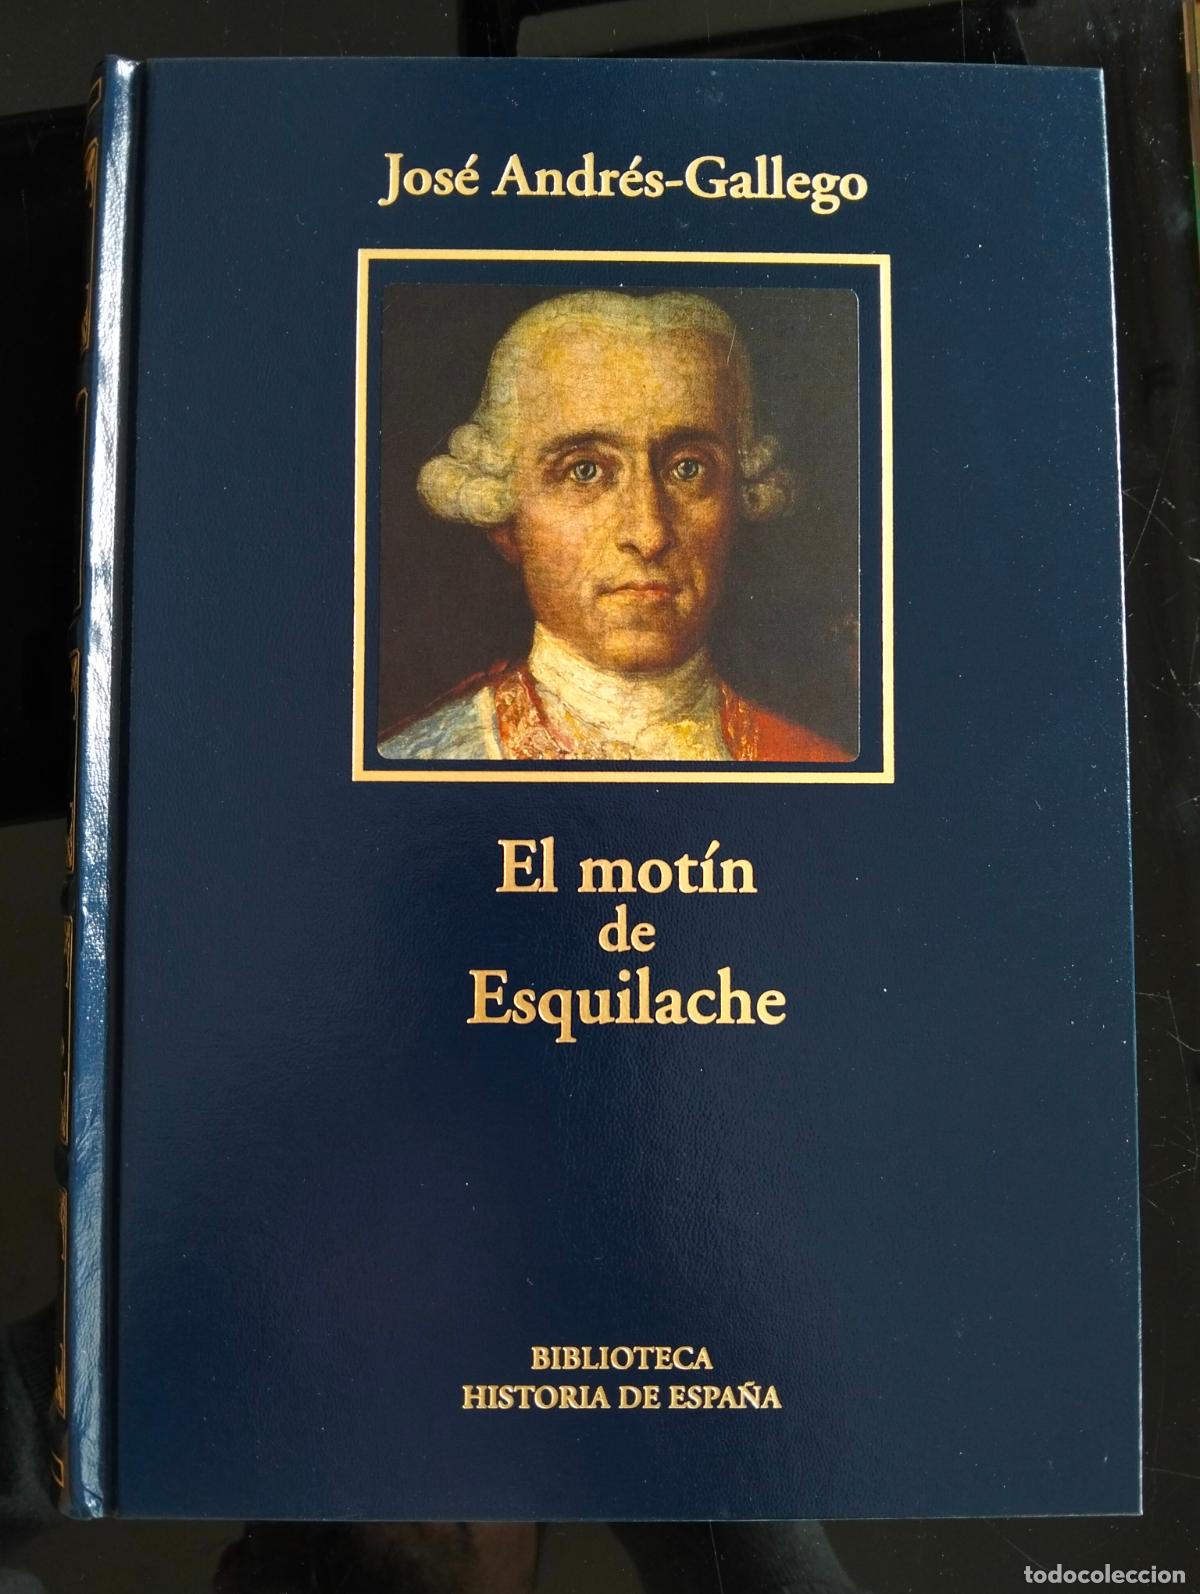 José Andrés-Gallego
El motín
de
Esquilache
BIBLIOTECA
HISTORIA DE ESPAÑA
todocoleccion